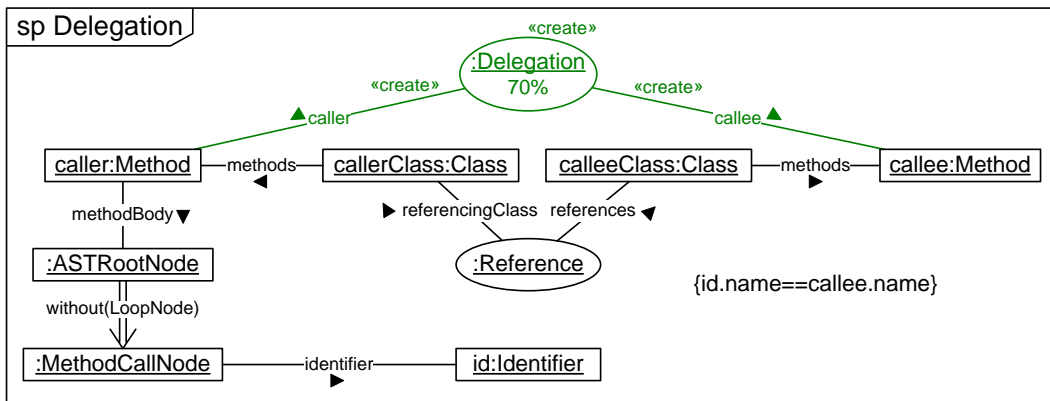 sp Delegation
«create»
:Delegation
70%
«create»
«create»
caller
callee
caller:Method
methods
callerClass:Class
calleeClass:Class
methods
callee:Method
methodBody
referencingClass
references
:ASTRootNode
:Reference
{id.name==callee.name}
without(LoopNode)
:MethodCallNode
identifier
id:Identifier